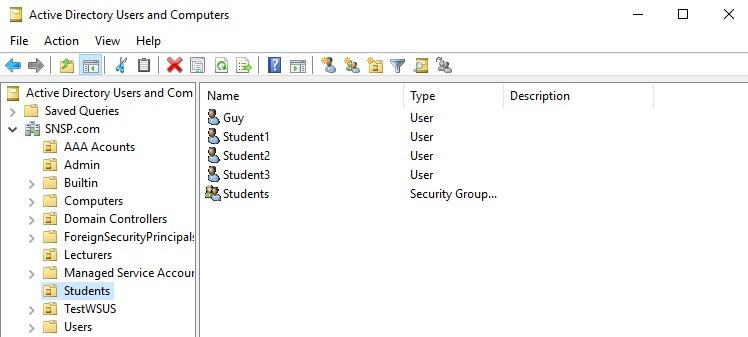 Active Directory Users and Computers
File Action View Help
Active Directory Users and Com
Saved Queries
SNSP.com
AAA Acounts
Admin
Builtin
Computers
Domain Controllers
ForeignSecurityPrincipals
Lecturers
Managed Service Accour
Students
TestWSUS
Users
Name Type Description
Guy User
Student1 User
Student2 User
Student3 User
Students Security Group...